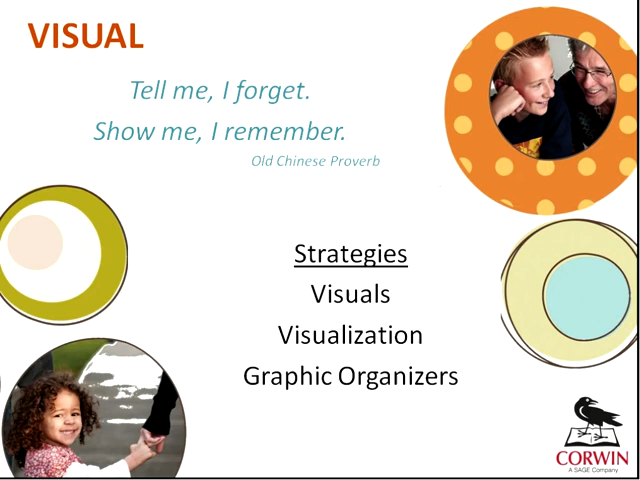 VISUAL
Tell me, I forget.
Show me, I remember.
Old Chinese Proverb
Strategies
Visuals
Visualization
Graphic Organizers
CORWIN
A SAGE Company